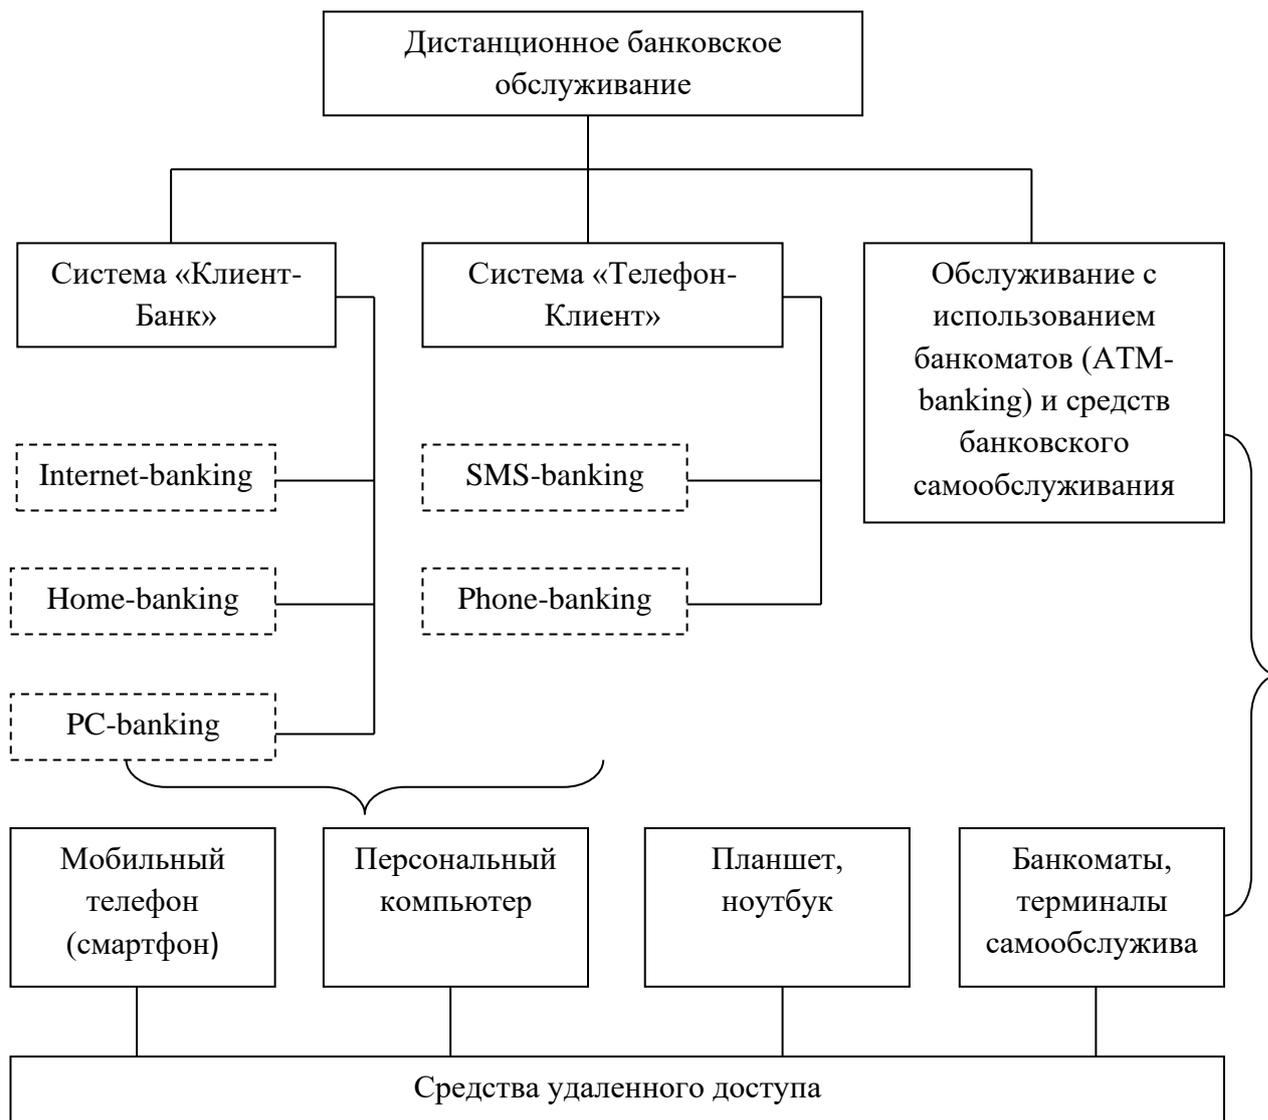 Дистанционное банковское
обслуживание
Система «Клиент-
Банк»
Система «Телефон-
Клиент»
Обслуживание с
использованием
банкоматов (ATM-
banking) и средств
банковского
самообслуживания
Internet-banking
SMS-banking
Home-banking
Phone-banking
PC-banking
Мобильный
телефон
(смартфон)
Персональный
компьютер
Планшет,
ноутбук
Банкоматы,
терминалы
самообслужива
Средства удаленного доступа